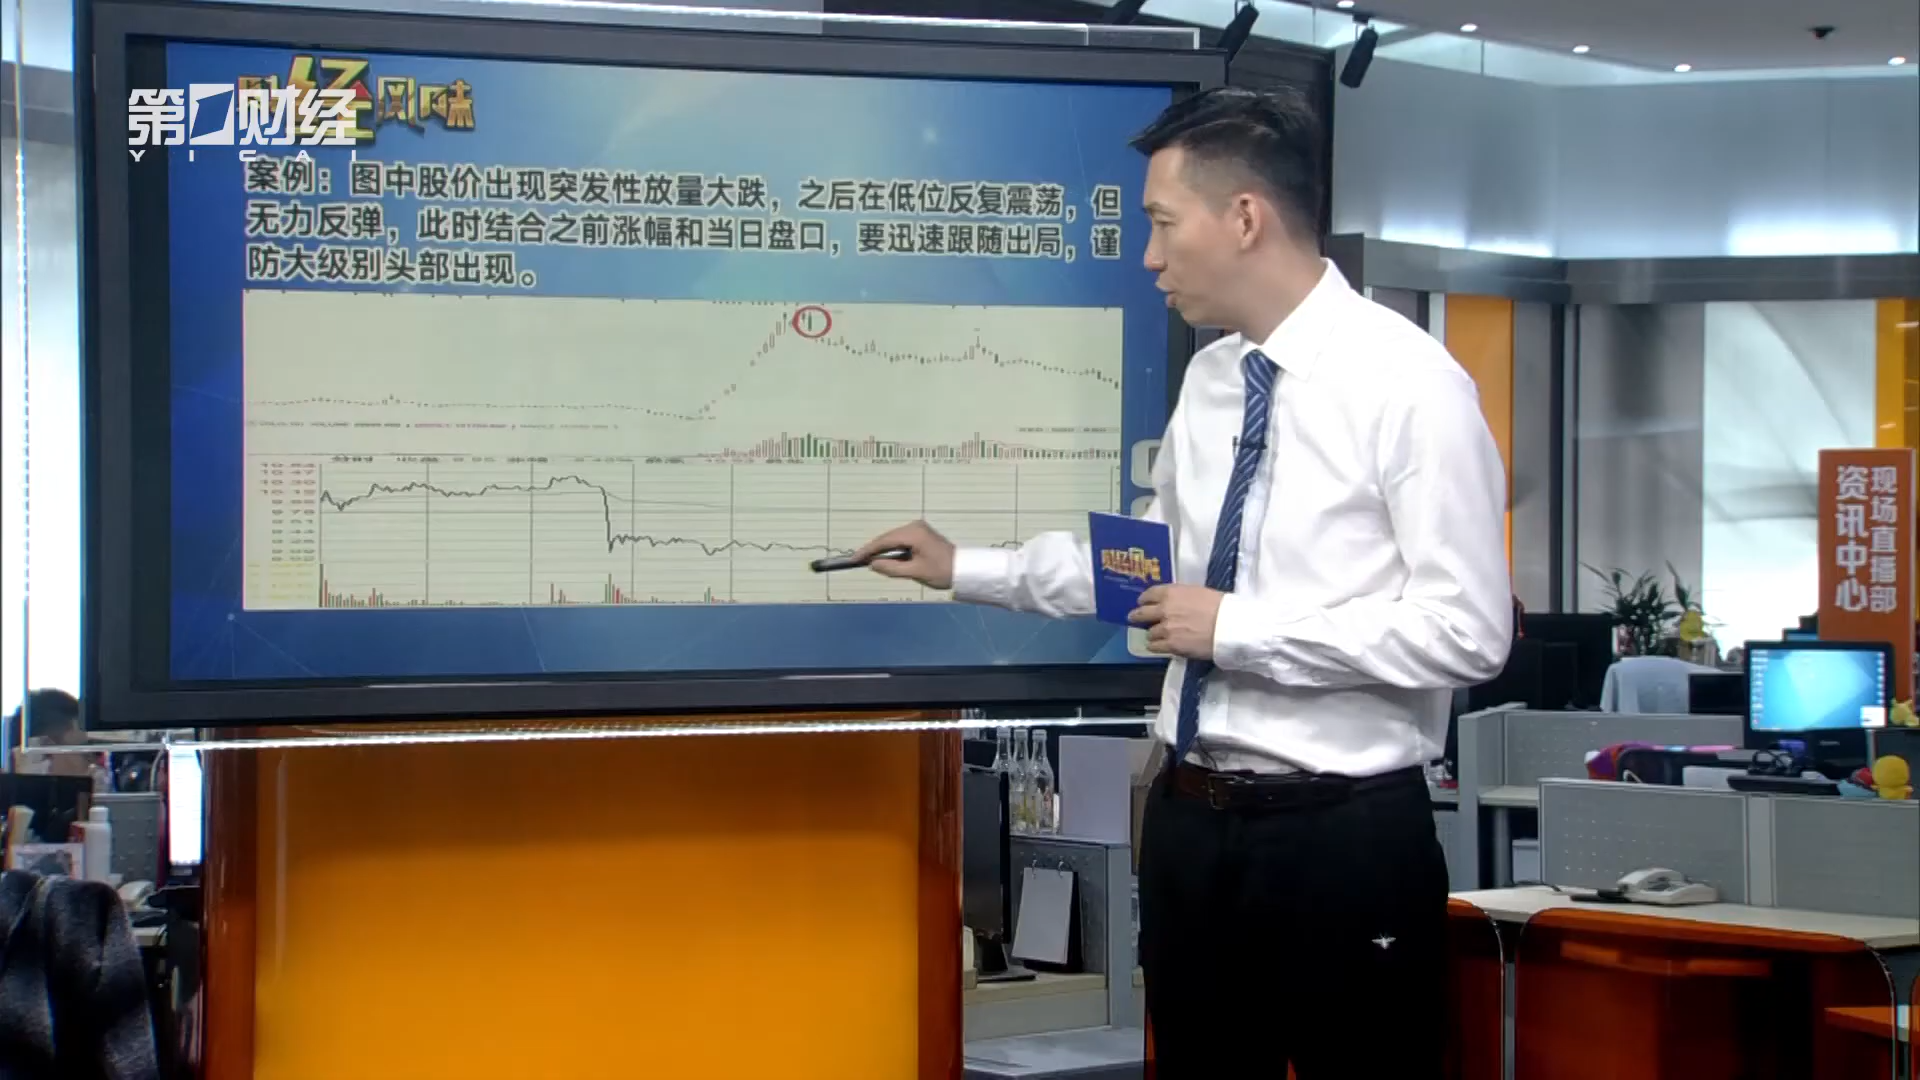 第一财经
YICAI
财经风味
案例：图中股价出现突发性放量大跌，之后在低位反复震荡，但
无力反弹，此时结合之前涨幅和当日盘口，要迅速跟随出局，谨
防大级别头部出现。
财经风味
现场直播部
资讯中心